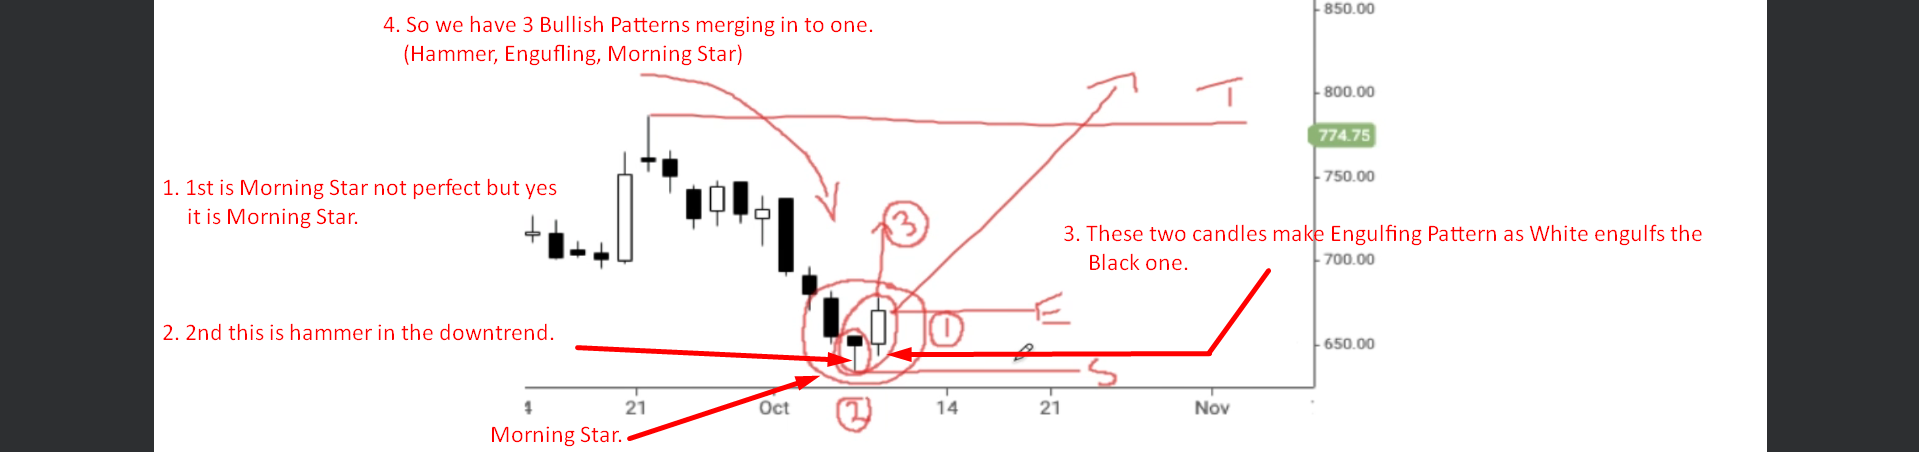 4. So we have 3 Bullish Patterns merging in to one.
(Hammer, Engufling, Morning Star)
850.00
800.00
T
774.75
1. 1st is Morning Star not perfect but yes
it is Morning Star.
750.00
3
3. These two candles make Engulfing Pattern as White engulfs the
Black one.
700.00
E
1
2. 2nd this is hammer in the downtrend.
650.00
S
21
Oct
2
14
21
Nov
Morning Star.